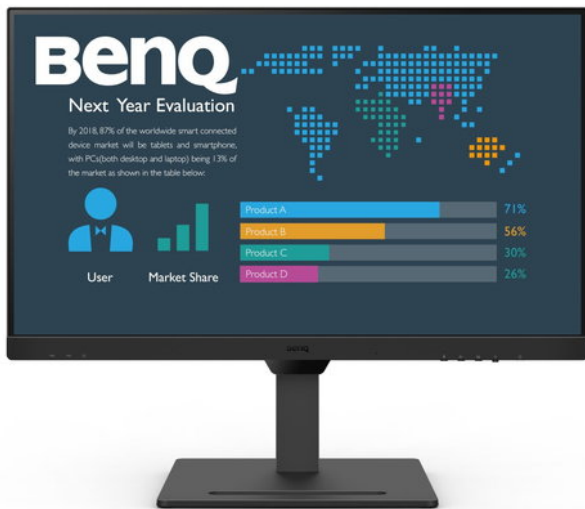 BenQ
Next Year Evaluation
By 2018, 87% of the worldwide smart connected
device market will be tablets and smartphone,
with PCs(both desktop and laptop) being 13% of
the market as shown in the table below:
User
Market Share
Product A 71%
Product B 56%
Product C 30%
Product D 26%
BenQ